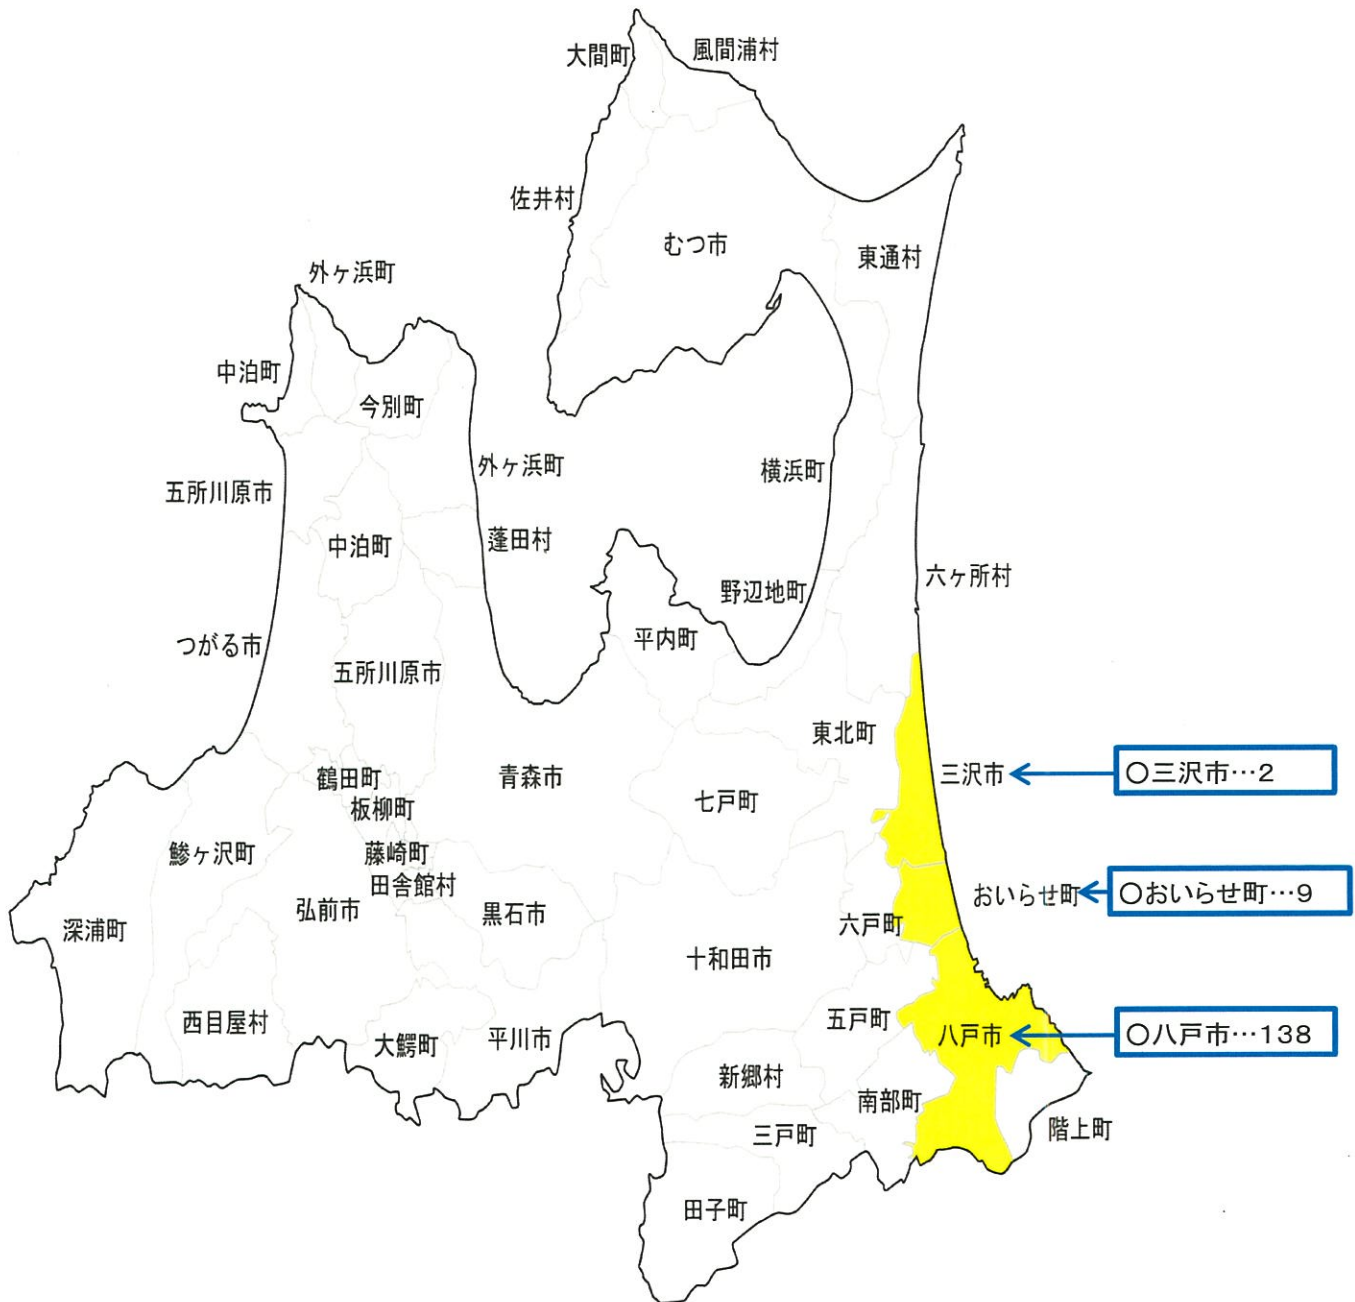 大間町
風間浦村
佐井村
むつ市
東通村
外ヶ浜町
中泊町
今別町
外ヶ浜町
横浜町
五所川原市
中泊町
蓬田村
六ヶ所村
野辺地町
平内町
つがる市
五所川原市
東北町
三沢市
〇三沢市…2
鶴田町
青森市
七戸町
板柳町
鰺ヶ沢町
藤崎町
田舎館村
おいらせ町
〇おいらせ町…9
弘前市
黒石市
六戸町
深浦町
十和田市
西目屋村
五戸町
八戸市
〇八戸市…138
大鰐町
平川市
新郷村
南部町
三戸町
階上町
田子町